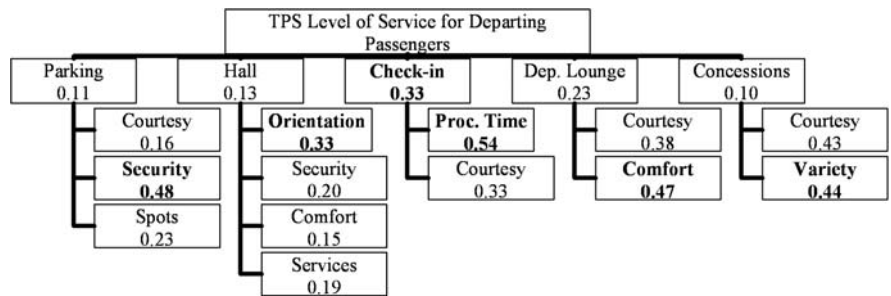 TPS Level of Service for Departing
Passengers
Parking
0.11
Hall
0.13
Check-in
0.33
Dep. Lounge
0.23
Concessions
0.10
Courtesy
0.16
Security
0.48
Spots
0.23
Orientation
0.33
Security
0.20
Comfort
0.15
Services
0.19
Proc. Time
0.54
Courtesy
0.33
Courtesy
0.38
Comfort
0.47
Courtesy
0.43
Variety
0.44